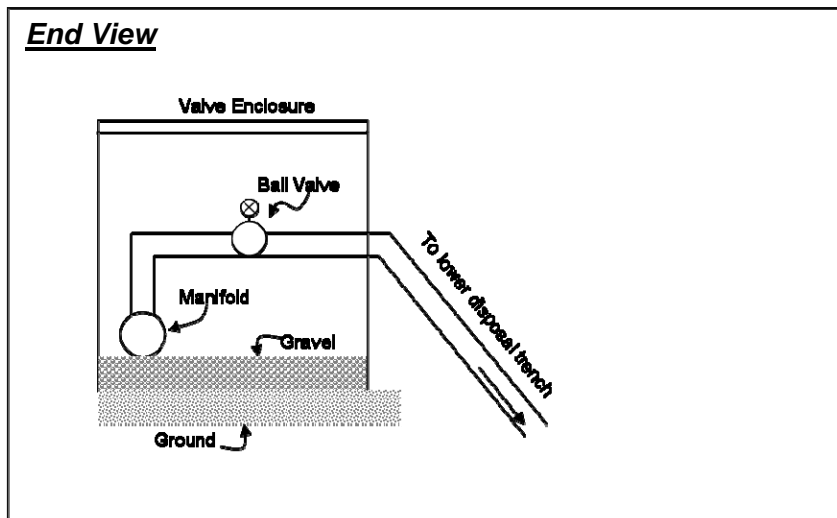 End View
Valve Enclosure
Ball Valve
To lower disposal trench
Manifold
Gravel
Ground